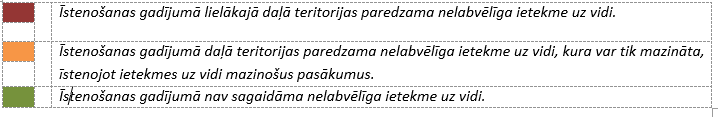 Īstenošanas gadījumā lielākajā daļā teritorijas paredzama nelabvēlīga ietekme uz vidi.
Īstenošanas gadījumā daļā teritorijas paredzama nelabvēlīga ietekme uz vidi, kura var tik mazināta,
īstenojot ietekmes uz vidi mazinošus pasākumus.
Īstenošanas gadījumā nav sagaidāma nelabvēlīga ietekme uz vidi.